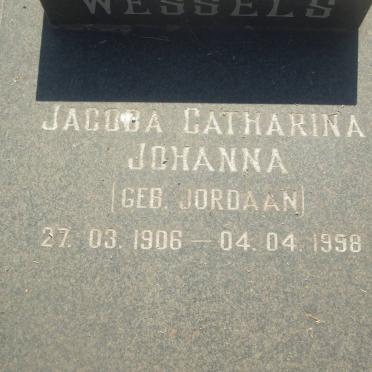 WESSELS
JACOBA CATHARINA
JOHANNA
(GEB. JORDAAN)
27. 03. 1906 — 04. 04. 1998